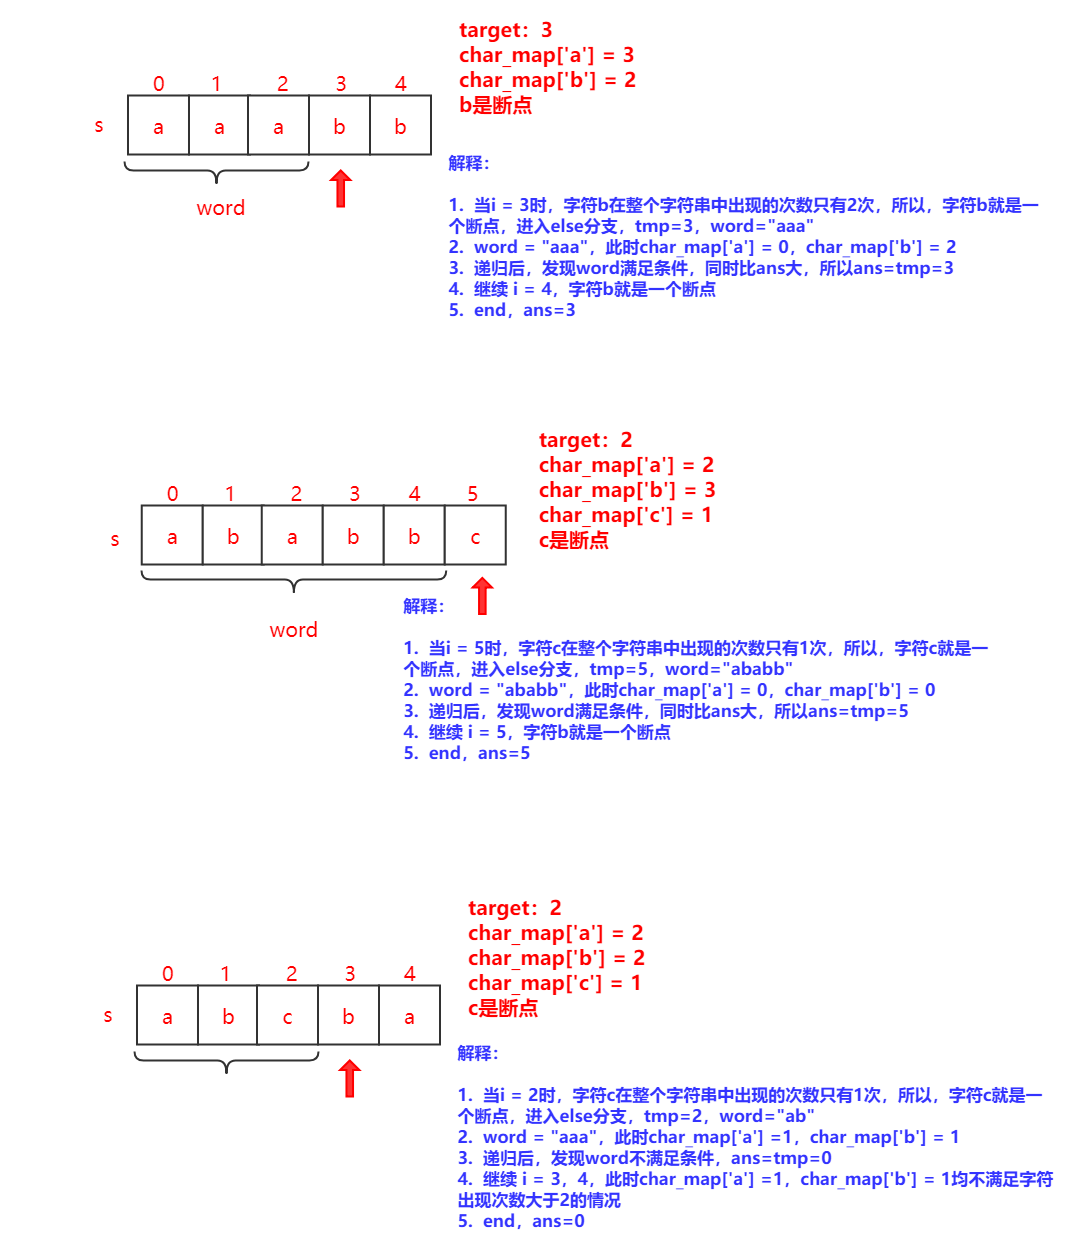 target：3
char_map['a'] = 3
char_map['b'] = 2
b是断点
0 1 2 3 4
s a a a b b
word
解释：
1. 当i = 3时，字符b在整个字符串中出现的次数只有2次，所以，字符b就是一
个断点，进入else分支，tmp=3，word="aaa"
2. word = "aaa"，此时char_map['a'] = 0，char_map['b'] = 2
3. 递归后，发现word满足条件，同时比ans大，所以ans=tmp=3
4. 继续 i = 4，字符b就是一个断点
5. end，ans=3
target：2
char_map['a'] = 2
char_map['b'] = 3
char_map['c'] = 1
c是断点
0 1 2 3 4 5
s a b a b b c
word
解释：
1. 当i = 5时，字符c在整个字符串中出现的次数只有1次，所以，字符c就是一
个断点，进入else分支，tmp=5，word="ababb"
2. word = "ababb"，此时char_map['a'] = 0，char_map['b'] = 0
3. 递归后，发现word满足条件，同时比ans大，所以ans=tmp=5
4. 继续 i = 5，字符b就是一个断点
5. end，ans=5
target：2
char_map['a'] = 2
char_map['b'] = 2
char_map['c'] = 1
c是断点
0 1 2 3 4
s a b c b a
解释：
1. 当i = 2时，字符c在整个字符串中出现的次数只有1次，所以，字符c就是一
个断点，进入else分支，tmp=2，word="ab"
2. word = "aaa"，此时char_map['a'] =1，char_map['b'] = 1
3. 递归后，发现word不满足条件，ans=tmp=0
4. 继续 i = 3，4，此时char_map['a'] =1，char_map['b'] = 1均不满足字符
出现次数大于2的情况
5. end，ans=0